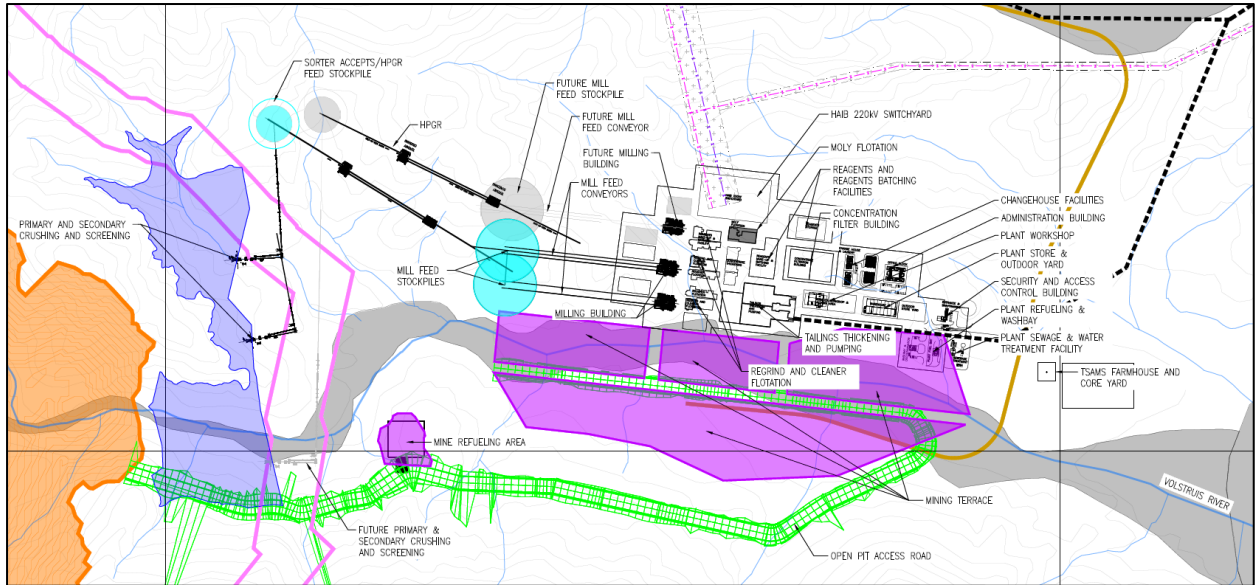 SORTER ACCEPTS/HPGR
FEED STOCKPILE
FUTURE MILL
FEED STOCKPILE
HPGR
FUTURE MILL
FEED CONVEYOR
FUTURE MILLING
BUILDING
MILL FEED
CONVEYORS
HAIB 220kV SWITCHYARD
MOLY FLOTATION
REAGENTS AND
REAGENTS BATCHING
FACILITIES
CONCENTRATION
FILTER BUILDING
CHANGEHOUSE FACILITIES
ADMINISTRATION BUILDING
PLANT WORKSHOP
PLANT STORE &
OUTDOOR YARD
SECURITY AND ACCESS
CONTROL BUILDING
PLANT REFUELING &
WASHBAY
PLANT SEWAGE & WATER
TREATMENT FACILITY
TSAMS FARMHOUSE AND
CORE YARD
PRIMARY AND SECONDARY
CRUSHING AND SCREENING
MILL FEED
STOCKPILES
MILLING BUILDING
TAILINGS THICKENING
AND PUMPING
REGRIND AND CLEANER
FLOTATION
MINE REFUELING AREA
MINING TERRACE
VOLSTRUIS RIVER
FUTURE PRIMARY &
SECONDARY CRUSHING
AND SCREENING
OPEN PIT ACCESS ROAD